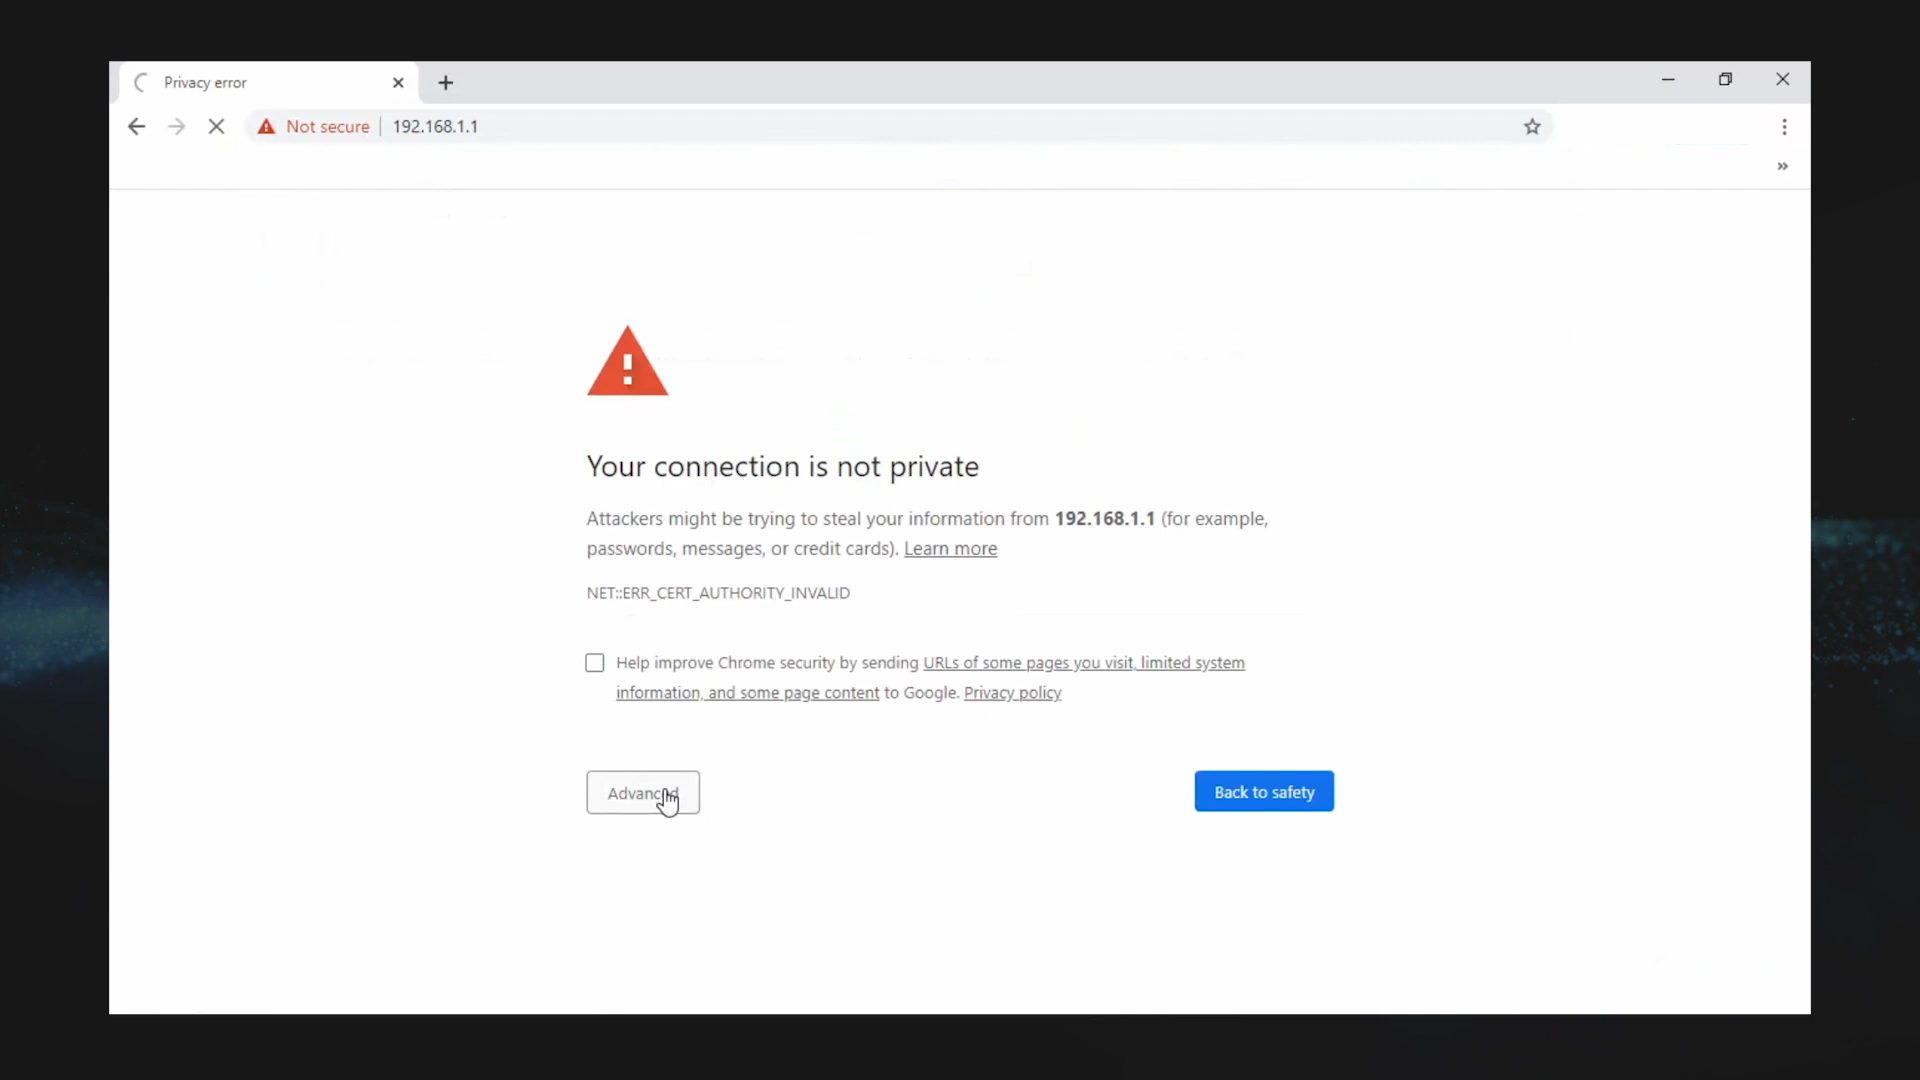 Privacy error
Not secure 192.168.1.1
Your connection is not private
Attackers might be trying to steal your information from 192.168.1.1 (for example,
passwords, messages, or credit cards). Learn more
NET::ERR_CERT_AUTHORITY_INVALID
Help improve Chrome security by sending URLs of some pages you visit, limited system
information, and some page content to Google. Privacy policy
Advanced
Back to safety